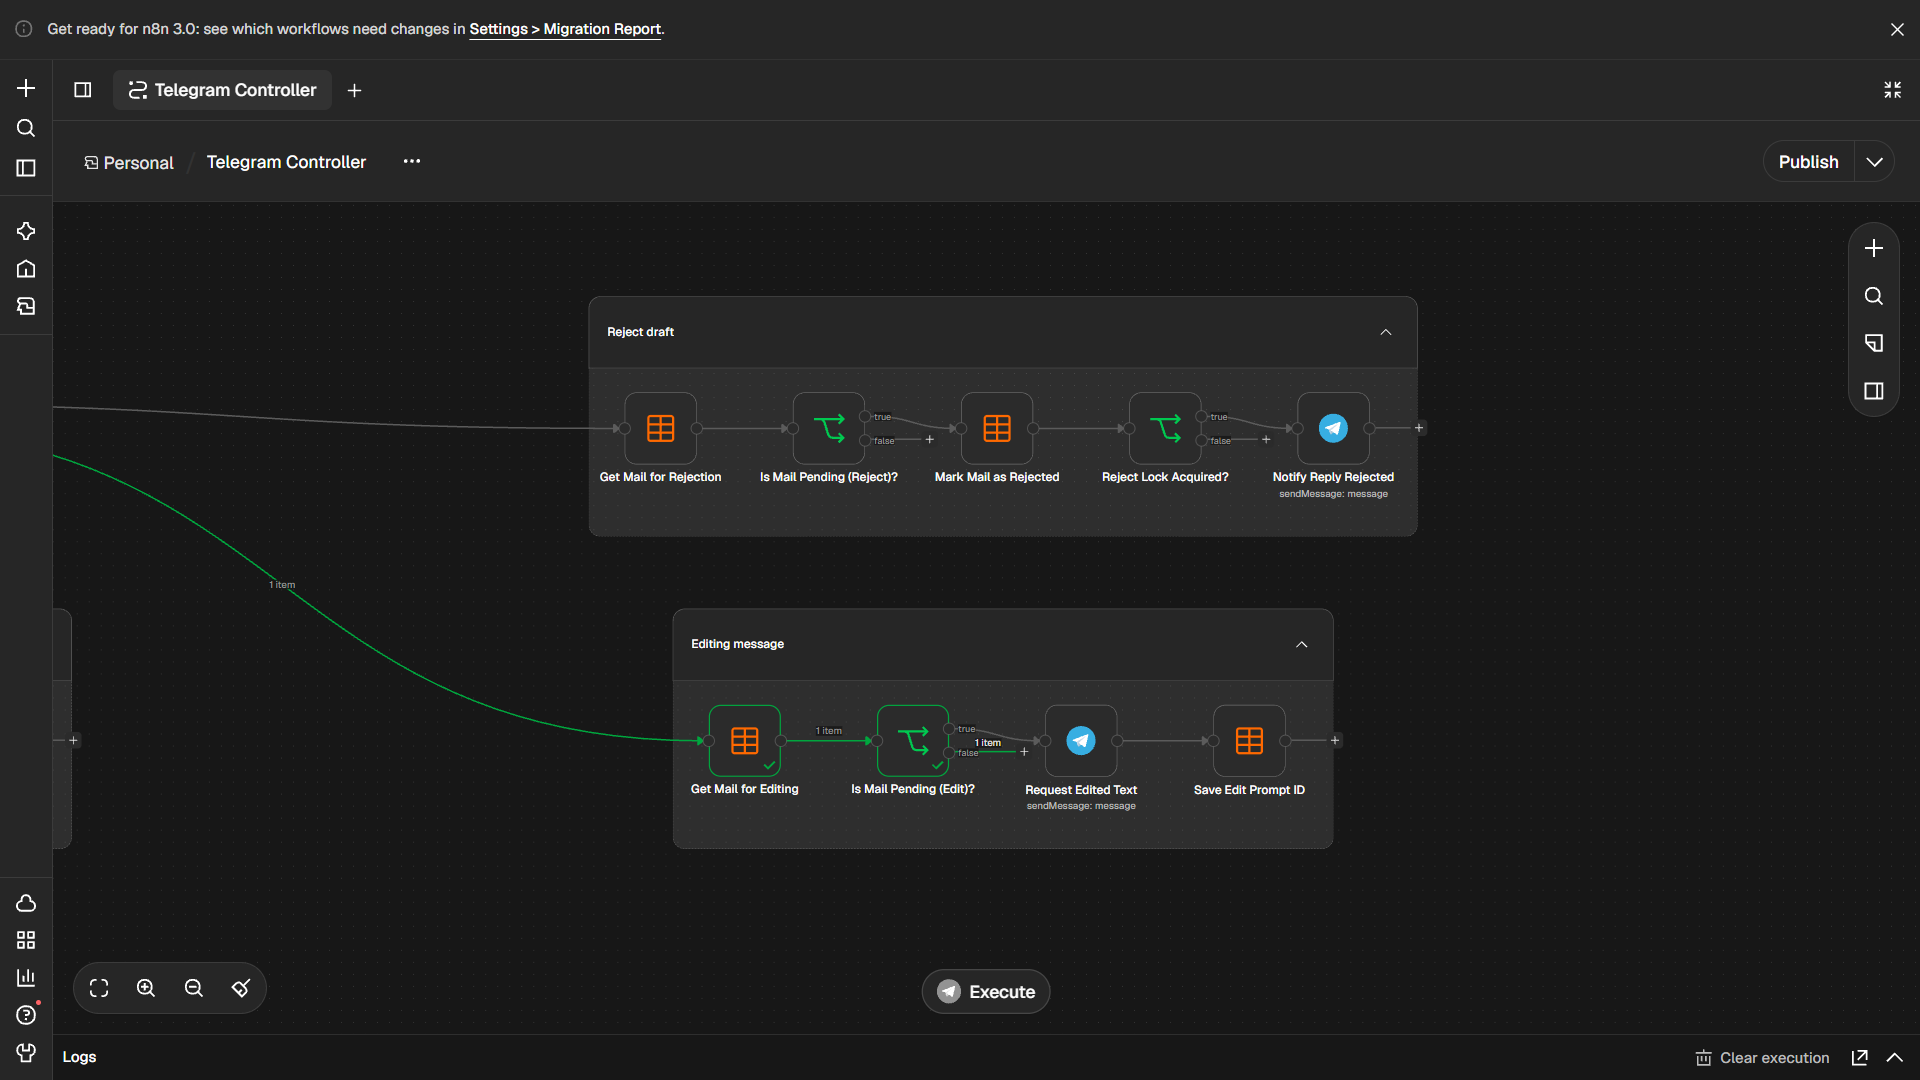 Get ready for n8n 3.0: see which workflows need changes in Settings > Migration Report.
Telegram Controller
Personal / Telegram Controller
Publish
Reject draft
true
false
true
false
Get Mail for Rejection
Is Mail Pending (Reject)?
Mark Mail as Rejected
Reject Lock Acquired?
Notify Reply Rejected
sendMessage: message
1 item
Editing message
1 item
true
1 item
false
Get Mail for Editing
Is Mail Pending (Edit)?
Request Edited Text
sendMessage: message
Save Edit Prompt ID
Execute
Logs
Clear execution